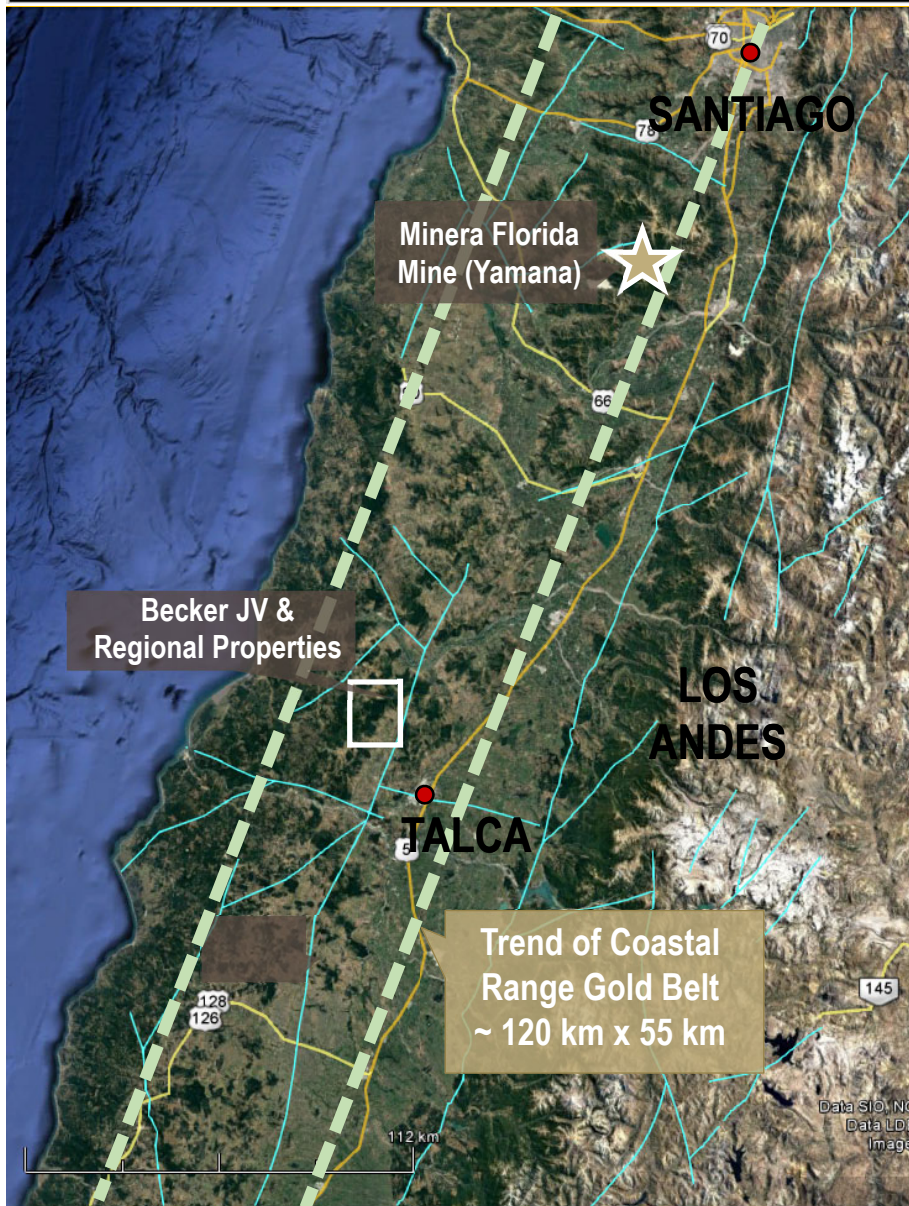 70
SANTIAGO
78
Minera Florida
Mine (Yamana)
66
Becker JV &
Regional Properties
LOS
ANDES
TALCA
5
Trend of Coastal
Range Gold Belt
~ 120 km x 55 km
145
128
126
112 km
Data SIO, NO
Data LD
Image